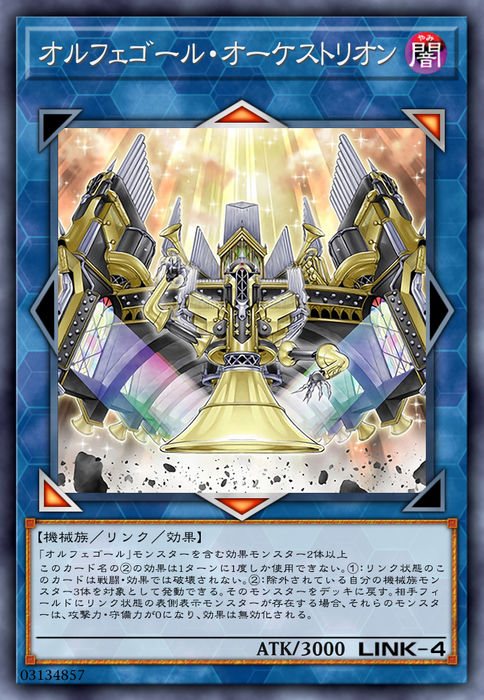 オルフェゴール・オーケストリオン
やみ
闇
【機械族／リンク／効果】
「オルフェゴール」モンスターを含む効果モンスター2体以上
このカード名の②の効果は1ターンに1度しか使用できない。①:リンク状態のこ
のカードは戦闘・効果では破壊されない。②:除外されている自分の機械族モン
スター3体を対象として発動できる。そのモンスターをデッキに戻す。相手フィ
ールドにリンク状態の表側表示モンスターが存在する場合、それらのモンスタ
ーは、攻撃力・守備力が0になり、効果は無効化される。
ATK/3000 LINK-4
03134857